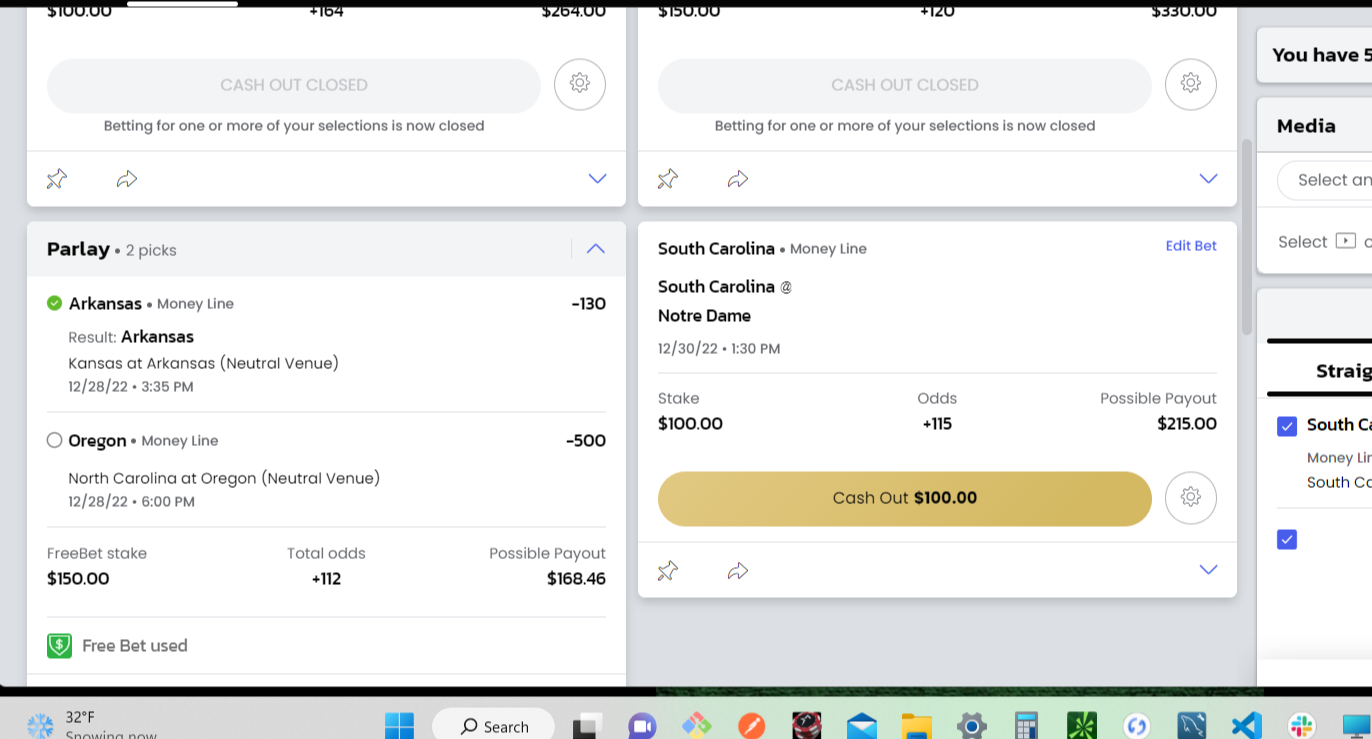 $100.00 +164 $264.00
CASH OUT CLOSED
Betting for one or more of your selections is now closed
$150.00 +120 $330.00
CASH OUT CLOSED
Betting for one or more of your selections is now closed
Parlay • 2 picks
Arkansas • Money Line -130
Result: Arkansas
Kansas at Arkansas (Neutral Venue)
12/28/22 • 3:35 PM
Oregon • Money Line -500
North Carolina at Oregon (Neutral Venue)
12/28/22 • 6:00 PM
FreeBet stake Total odds Possible Payout
$150.00 +112 $168.46
Free Bet used
South Carolina • Money Line Edit Bet
South Carolina @
Notre Dame
12/30/22 • 1:30 PM
Stake Odds Possible Payout
$100.00 +115 $215.00
Cash Out $100.00
You have 5
Media
Select an
Select
Straig
South Ca
Money Lin
South Ca
32°F
Snowing now
Search